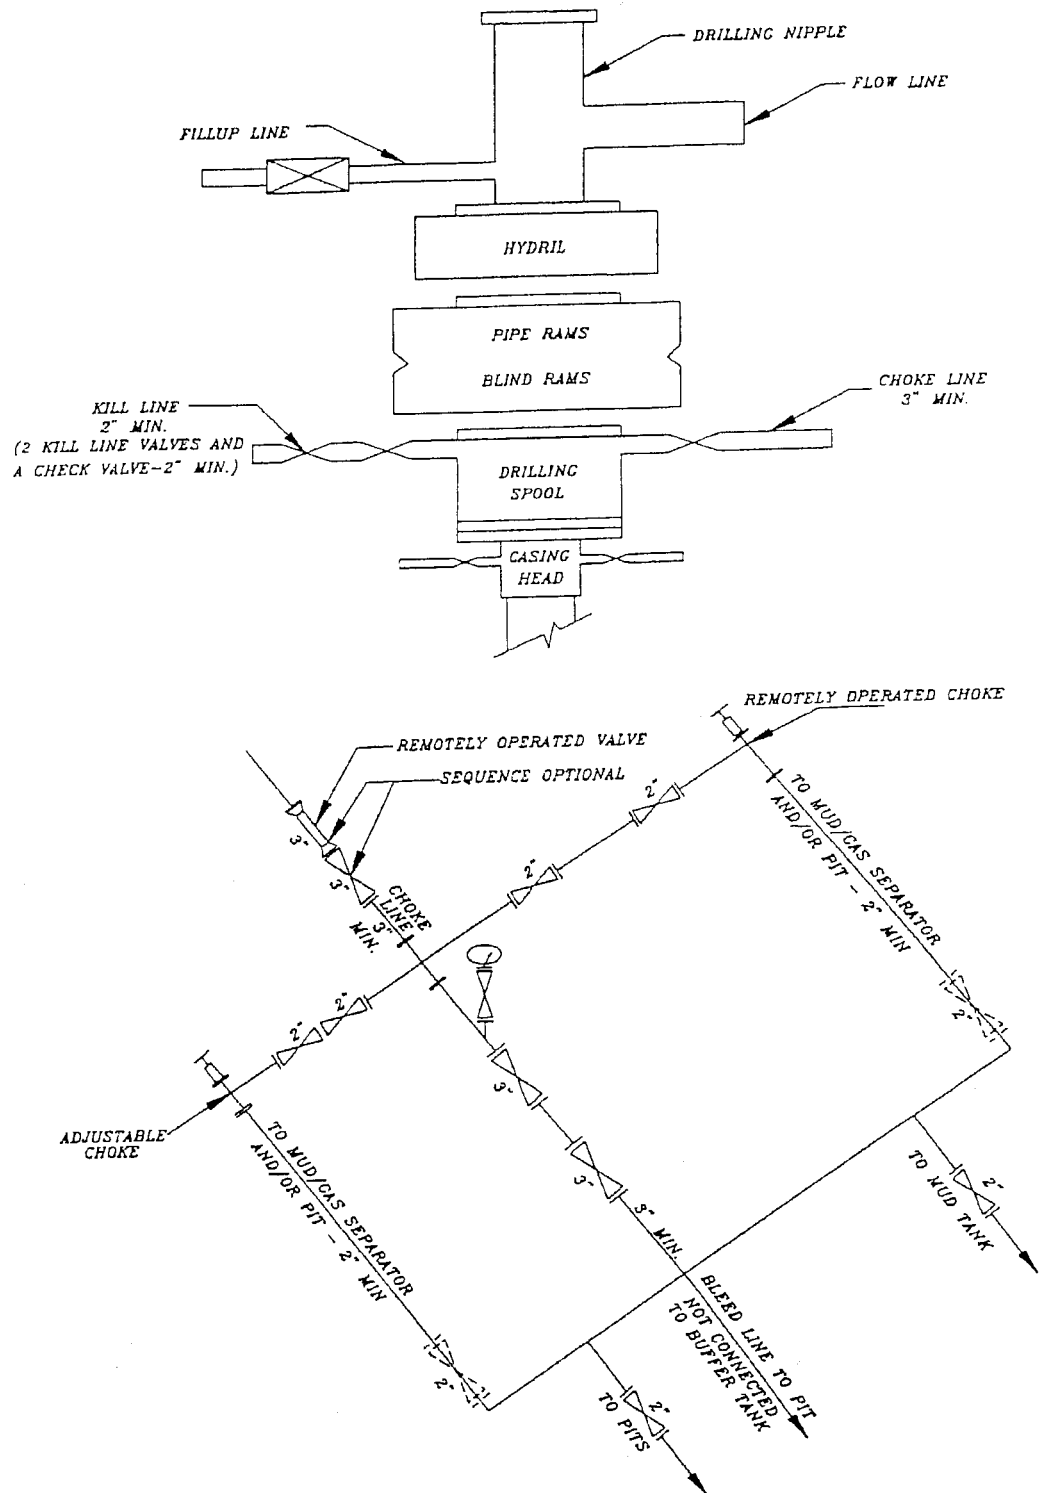 DRILLING NIPPLE
FLOW LINE
FILLUP LINE
HYDRIL
PIPE RAMS
BLIND RAMS
CHOKE LINE
3" MIN.
KILL LINE
2" MIN.
(2 KILL LINE VALVES AND
A CHECK VALVE-2" MIN.)
DRILLING
SPOOL
CASING
HEAD
REMOTELY OPERATED CHOKE
REMOTELY OPERATED VALVE
SEQUENCE OPTIONAL
3"
3"
CHOKE
LINE
3"
MIN.
2"
2"
2"
2"
TO MUD/GAS SEPARATOR
AND/OR PIT - 2" MIN
2"
ADJUSTABLE
CHOKE
TO MUD/GAS SEPARATOR
AND/OR PIT - 2" MIN
2"
3"
3"
3" MIN.
BLEED LINE TO PIT
NOT CONNECTED
TO BUFFER TANK
2"
TO MUD TANK
2"
TO PITS